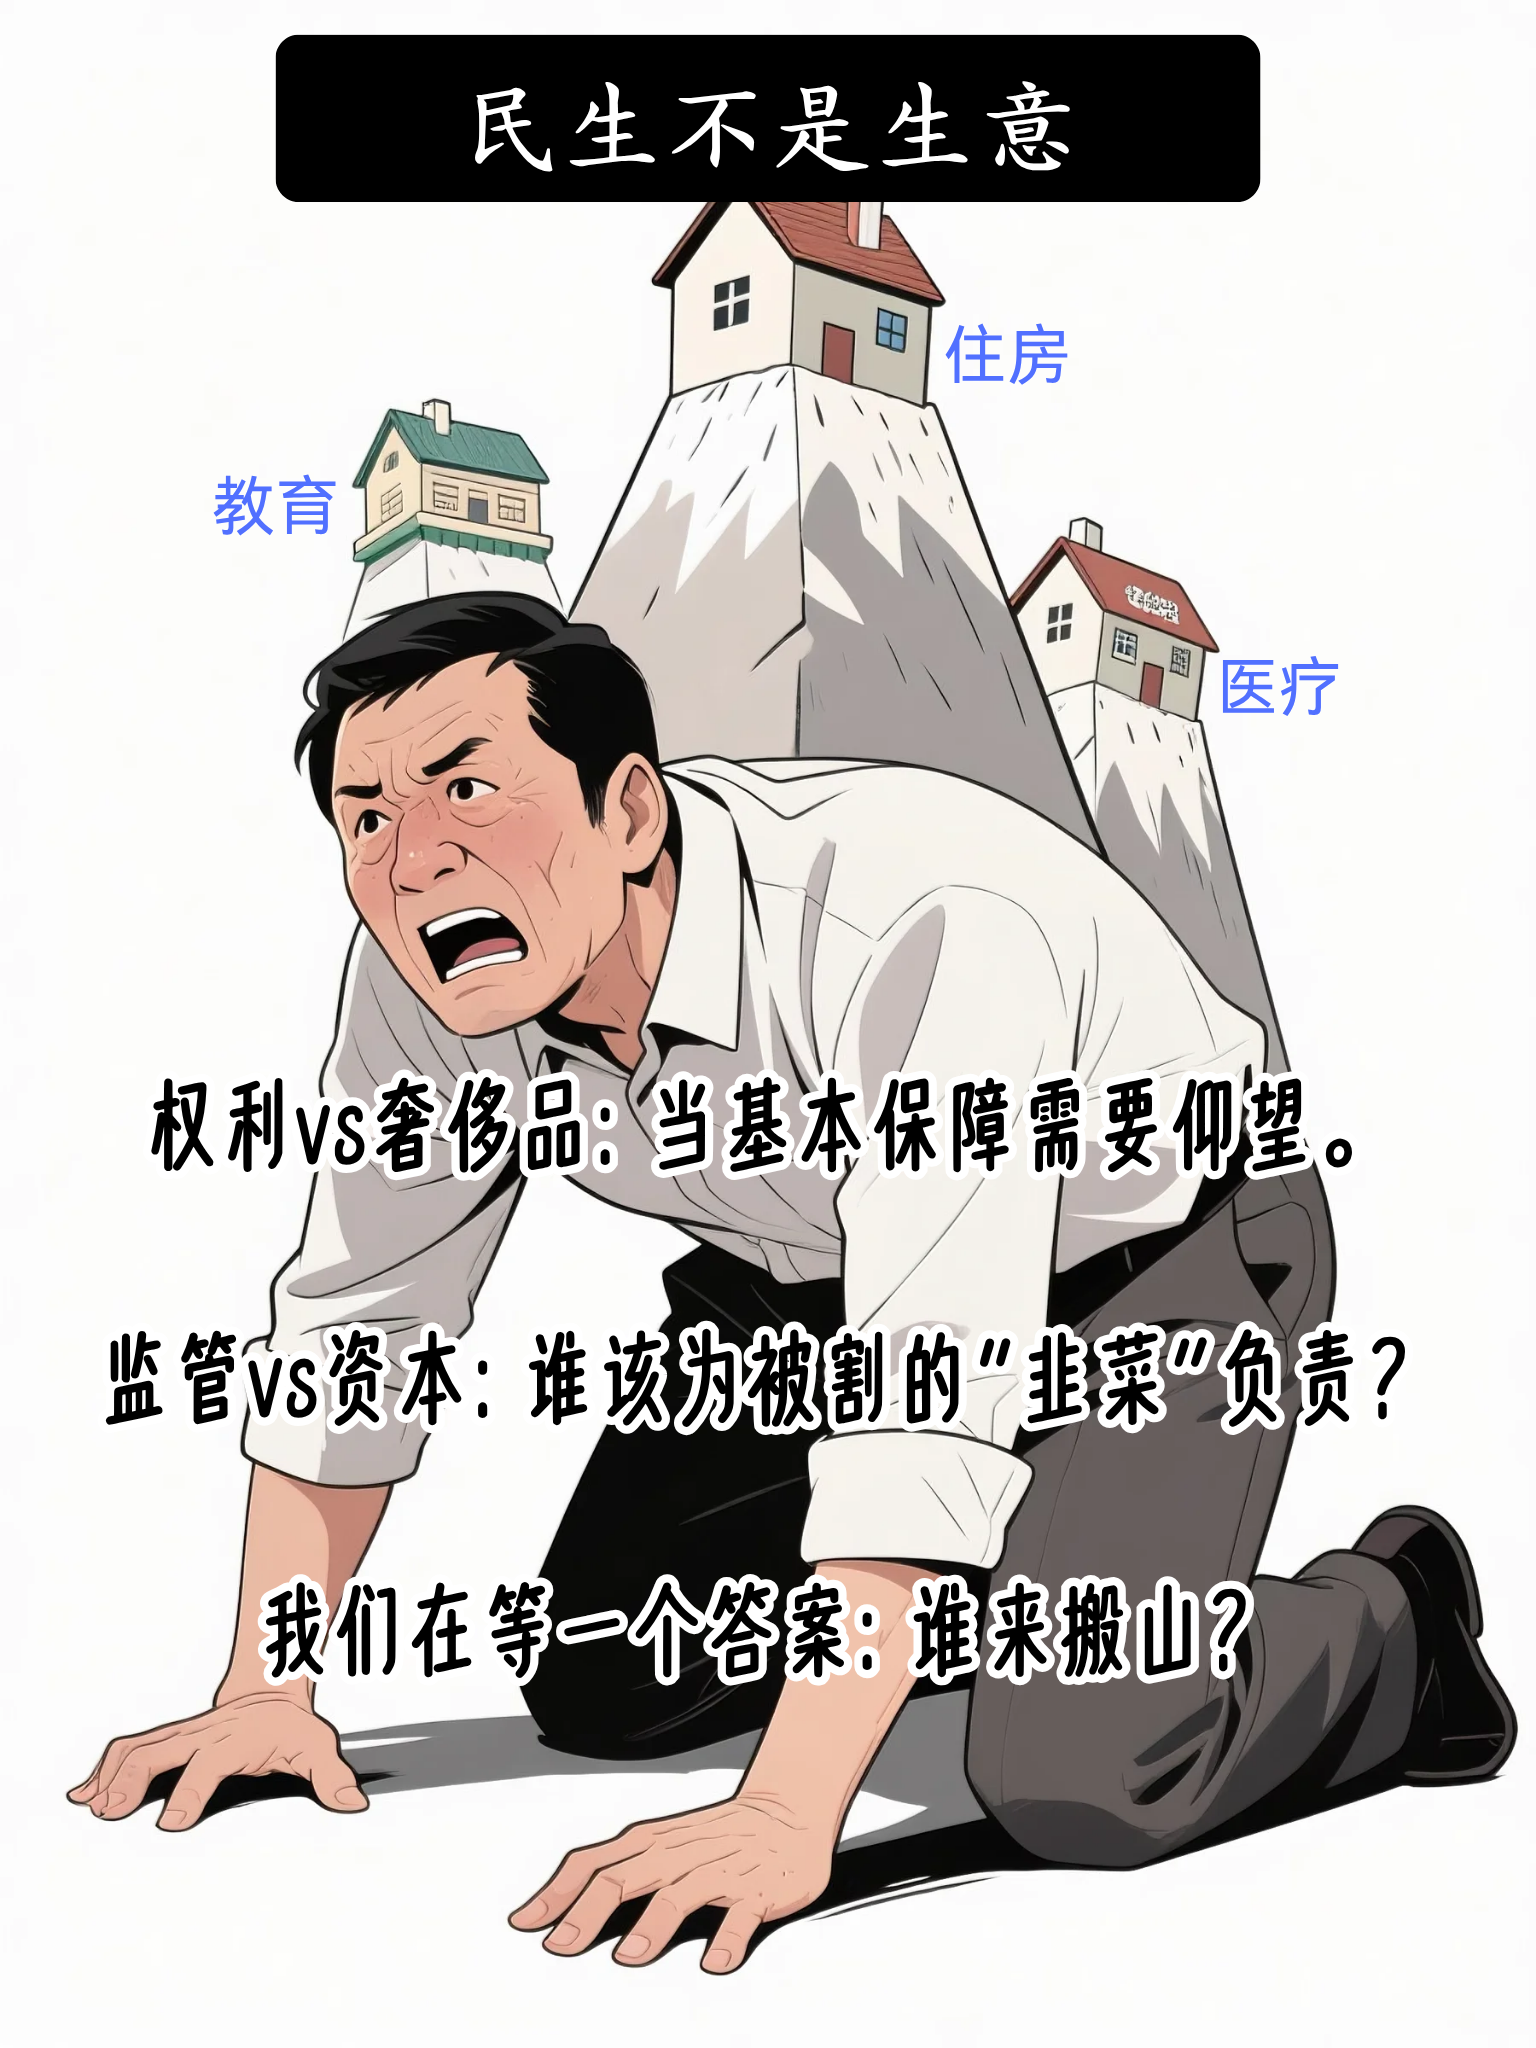 民生不是生意
住房
教育
医疗
权利vs奢侈品：当基本保障需要仰望。
监管vs资本：谁该为被割的"韭菜"负责？
我们在等一个答案：谁来搬山？